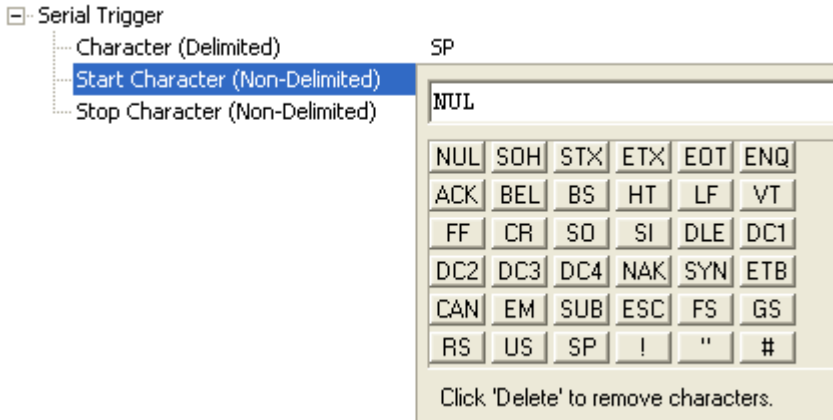 Serial Trigger
Character (Delimited) SP
Start Character (Non-Delimited)
Stop Character (Non-Delimited)
NUL
NUL SOH STX ETX EOT ENQ
ACK BEL BS HT LF VT
FF CR SO SI DLE DC1
DC2 DC3 DC4 NAK SYN ETB
CAN EM SUB ESC FS GS
RS US SP ! " #
Click 'Delete' to remove characters.